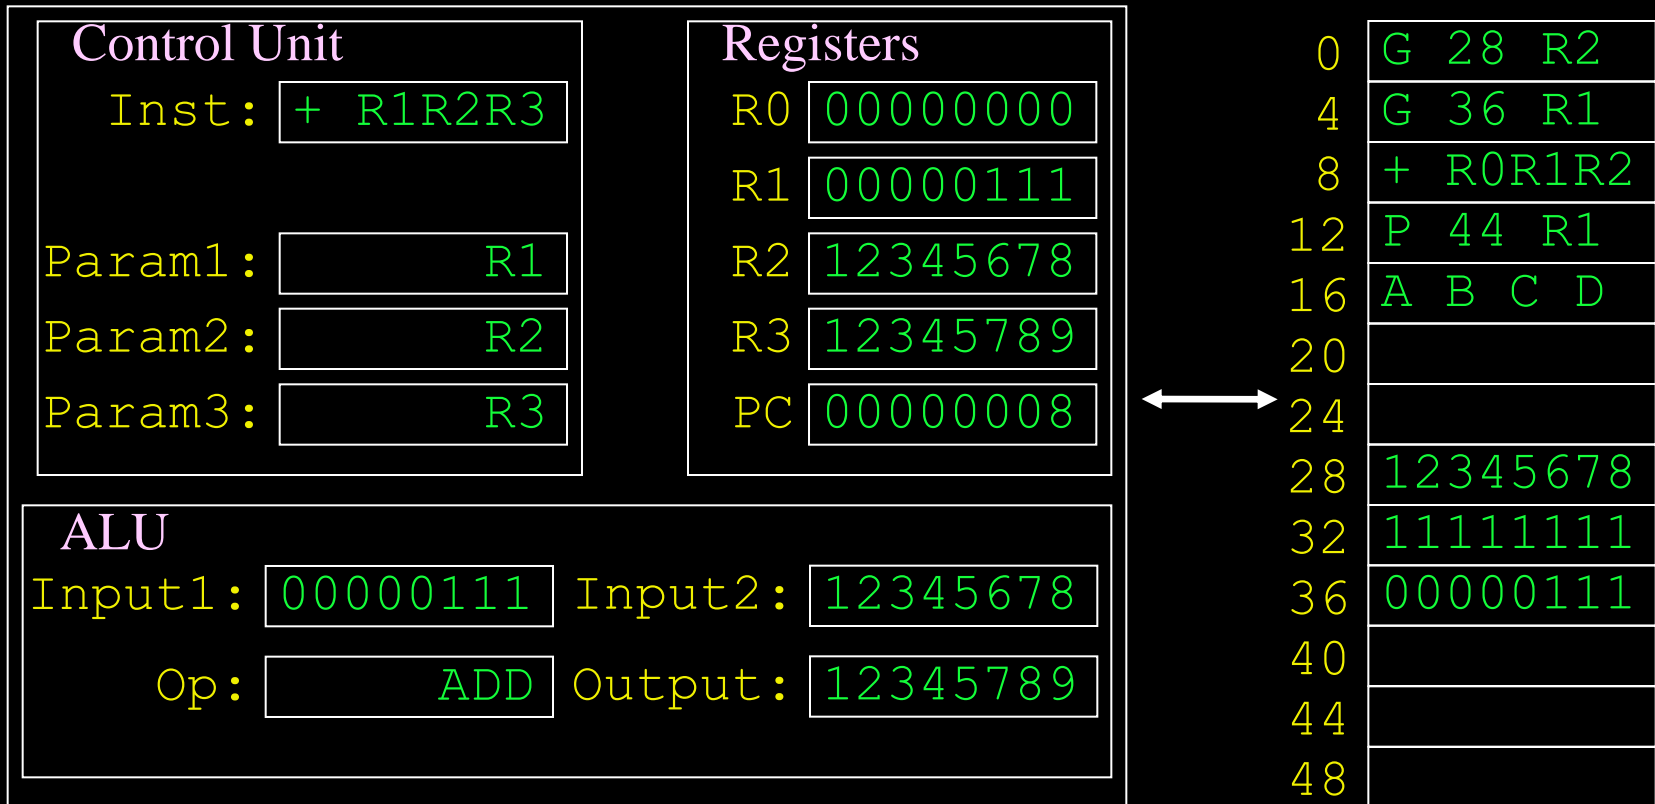 Control Unit
Inst: + R1R2R3
Param1: R1
Param2: R2
Param3: R3
Registers
R0 00000000
R1 00000111
R2 12345678
R3 12345789
PC 00000008
ALU
Input1: 00000111 Input2: 12345678
Op: ADD Output: 12345789
0 G 28 R2
4 G 36 R1
8 + R0R1R2
12 P 44 R1
16 A B C D
20
24
28 12345678
32 11111111
36 00000111
40
44
48